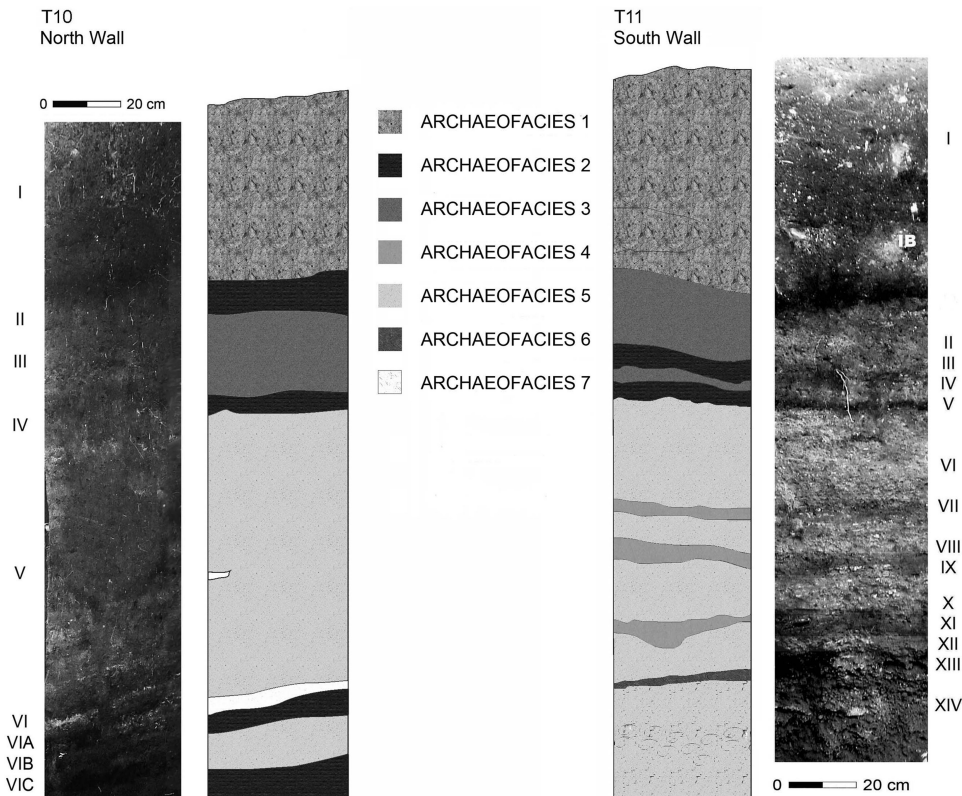 T10
North Wall
0 20 cm
I
II
III
IV
V
VI
VIA
VIB
VIC
ARCHAEOFACIES 1
ARCHAEOFACIES 2
ARCHAEOFACIES 3
ARCHAEOFACIES 4
ARCHAEOFACIES 5
ARCHAEOFACIES 6
ARCHAEOFACIES 7
T11
South Wall
I
IB
II
III
IV
V
VI
VII
VIII
IX
X
XI
XII
XIII
XIV
0 20 cm